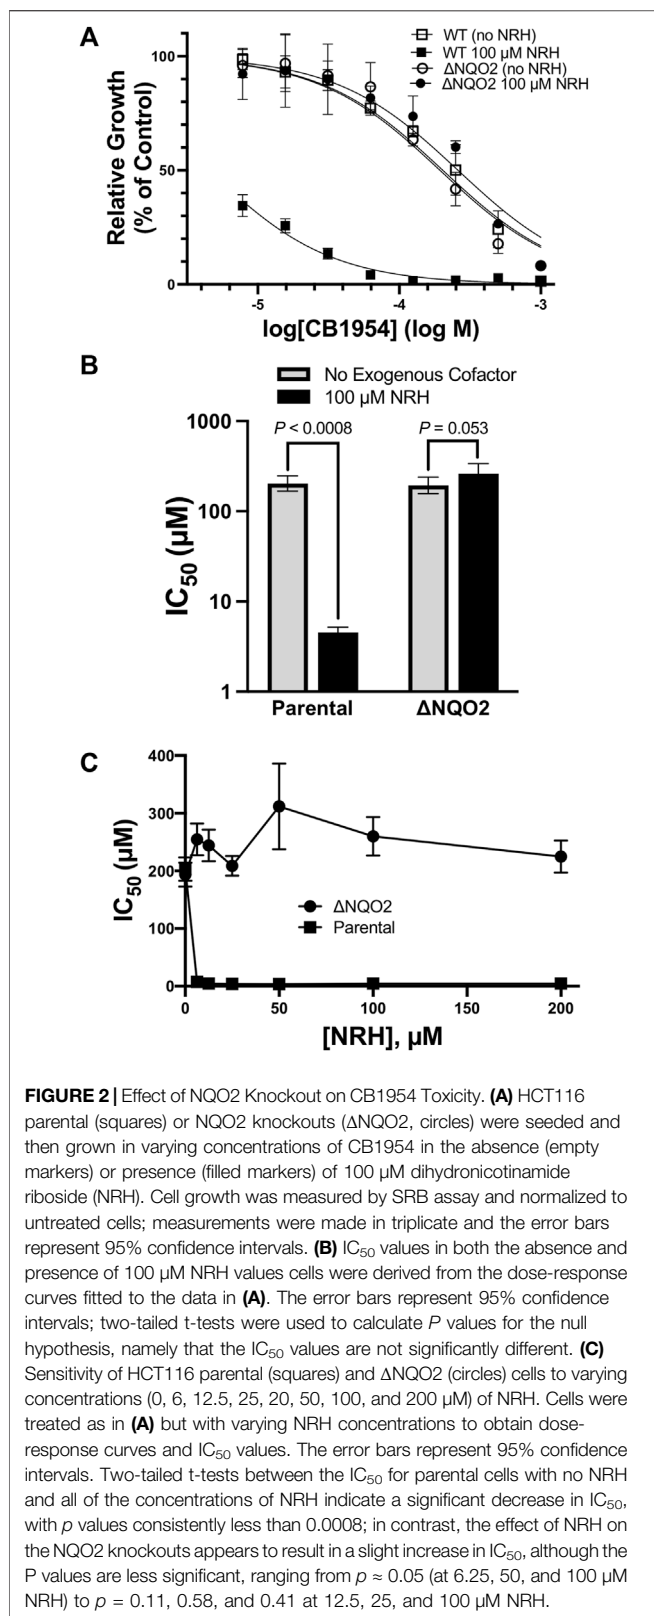 A
WT (no NRH)
WT 100 µM NRH
ΔNQO2 (no NRH)
ΔNQO2 100 µM NRH
Relative Growth
(% of Control)
100
50
0
-5
-4
-3
log[CB1954] (log M)
B
No Exogenous Cofactor
100 µM NRH
P < 0.0008
P = 0.053
IC50 (µM)
1000
100
10
1
Parental
ΔNQO2
C
IC50 (µM)
400
300
200
100
0
ΔNQO2
Parental
0
50
100
150
200
[NRH], µM
FIGURE 2 | Effect of NQO2 Knockout on CB1954 Toxicity. (A) HCT116
parental (squares) or NQO2 knockouts (ΔNQO2, circles) were seeded and
then grown in varying concentrations of CB1954 in the absence (empty
markers) or presence (filled markers) of 100 µM dihydronicotinamide
riboside (NRH). Cell growth was measured by SRB assay and normalized to
untreated cells; measurements were made in triplicate and the error bars
represent 95% confidence intervals. (B) IC50 values in both the absence and
presence of 100 µM NRH values cells were derived from the dose-response
curves fitted to the data in (A). The error bars represent 95% confidence
intervals; two-tailed t-tests were used to calculate P values for the null
hypothesis, namely that the IC50 values are not significantly different. (C)
Sensitivity of HCT116 parental (squares) and ΔNQO2 (circles) cells to varying
concentrations (0, 6, 12.5, 25, 20, 50, 100, and 200 µM) of NRH. Cells were
treated as in (A) but with varying NRH concentrations to obtain dose-
response curves and IC50 values. The error bars represent 95% confidence
intervals. Two-tailed t-tests between the IC50 for parental cells with no NRH
and all of the concentrations of NRH indicate a significant decrease in IC50,
with p values consistently less than 0.0008; in contrast, the effect of NRH on
the NQO2 knockouts appears to result in a slight increase in IC50, although the
P values are less significant, ranging from p ≈ 0.05 (at 6.25, 50, and 100 µM
NRH) to p = 0.11, 0.58, and 0.41 at 12.5, 25, and 100 µM NRH.